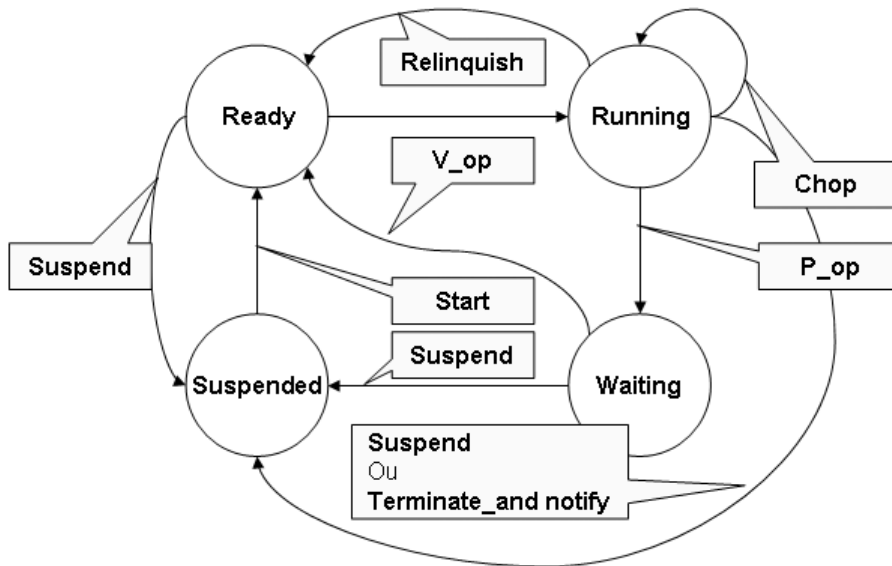 Relinquish
Ready
Running
V_op
Chop
Suspend
P_op
Start
Suspend
Suspended
Waiting
Suspend
Ou
Terminate_and notify